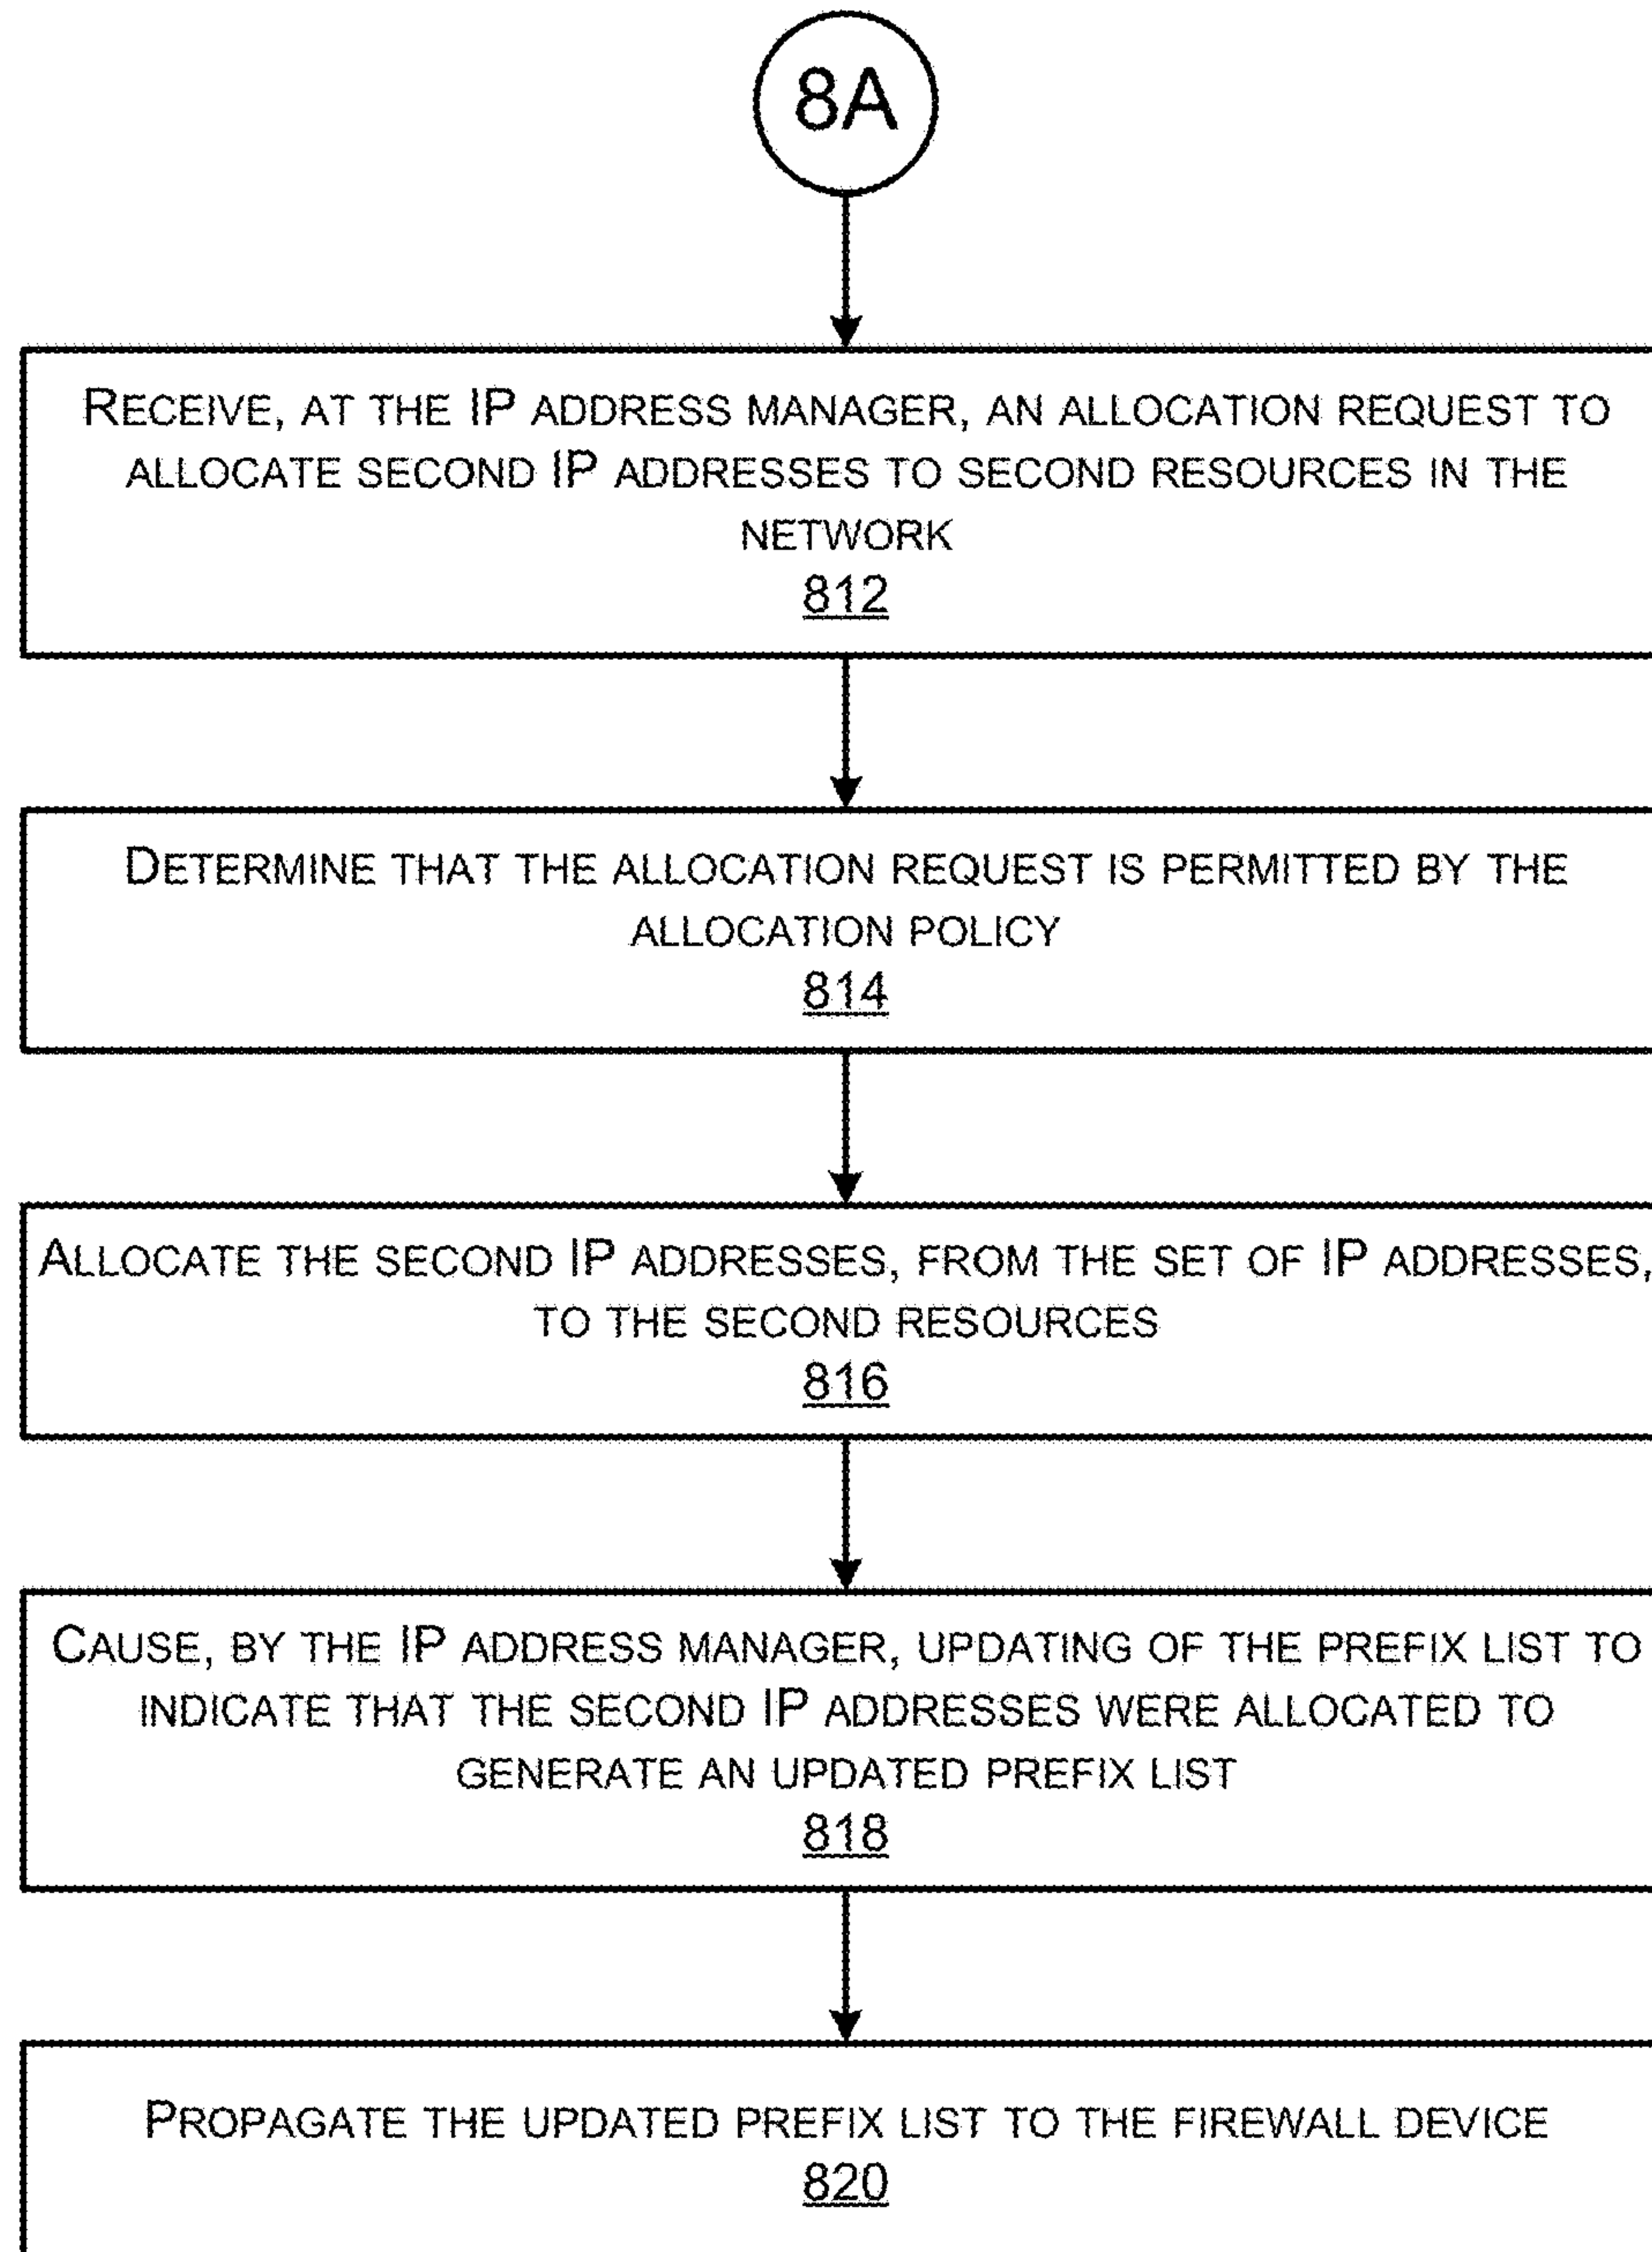 8A
RECEIVE, AT THE IP ADDRESS MANAGER, AN ALLOCATION REQUEST TO
ALLOCATE SECOND IP ADDRESSES TO SECOND RESOURCES IN THE
NETWORK
812
DETERMINE THAT THE ALLOCATION REQUEST IS PERMITTED BY THE
ALLOCATION POLICY
814
ALLOCATE THE SECOND IP ADDRESSES, FROM THE SET OF IP ADDRESSES,
TO THE SECOND RESOURCES
816
CAUSE, BY THE IP ADDRESS MANAGER, UPDATING OF THE PREFIX LIST TO
INDICATE THAT THE SECOND IP ADDRESSES WERE ALLOCATED TO
GENERATE AN UPDATED PREFIX LIST
818
PROPAGATE THE UPDATED PREFIX LIST TO THE FIREWALL DEVICE
820